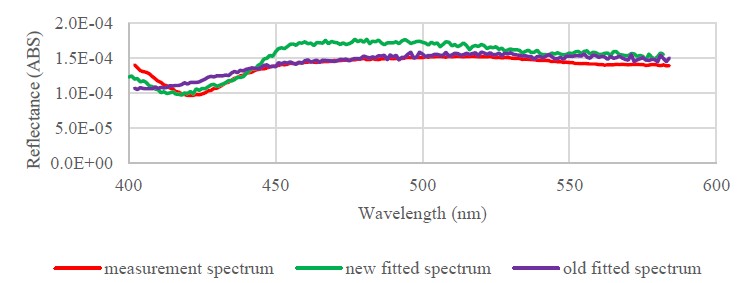 2.0E-04
1.5E-04
1.0E-04
5.0E-05
0.0E+00
Reflectance (ABS)
400 450 500 550 600
Wavelength (nm)
measurement spectrum new fitted spectrum old fitted spectrum